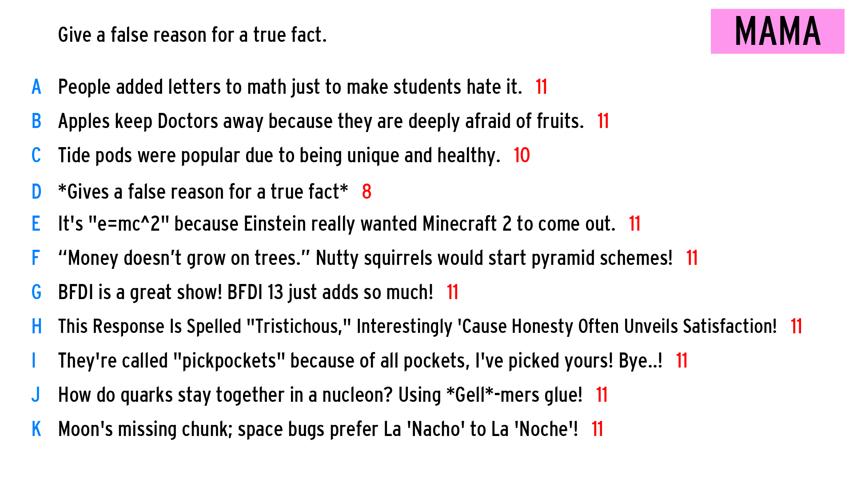 Give a false reason for a true fact.
MAMA
A People added letters to math just to make students hate it. 11
B Apples keep Doctors away because they are deeply afraid of fruits. 11
C Tide pods were popular due to being unique and healthy. 10
D *Gives a false reason for a true fact* 8
E It's "e=mc^2" because Einstein really wanted Minecraft 2 to come out. 11
F “Money doesn’t grow on trees.” Nutty squirrels would start pyramid schemes! 11
G BFDI is a great show! BFDI 13 just adds so much! 11
H This Response Is Spelled "Tristichous," Interestingly 'Cause Honesty Often Unveils Satisfaction! 11
I They're called "pickpockets" because of all pockets, I've picked yours! Bye..! 11
J How do quarks stay together in a nucleon? Using *Gell*-mers glue! 11
K Moon's missing chunk; space bugs prefer La 'Nacho' to La 'Noche'! 11